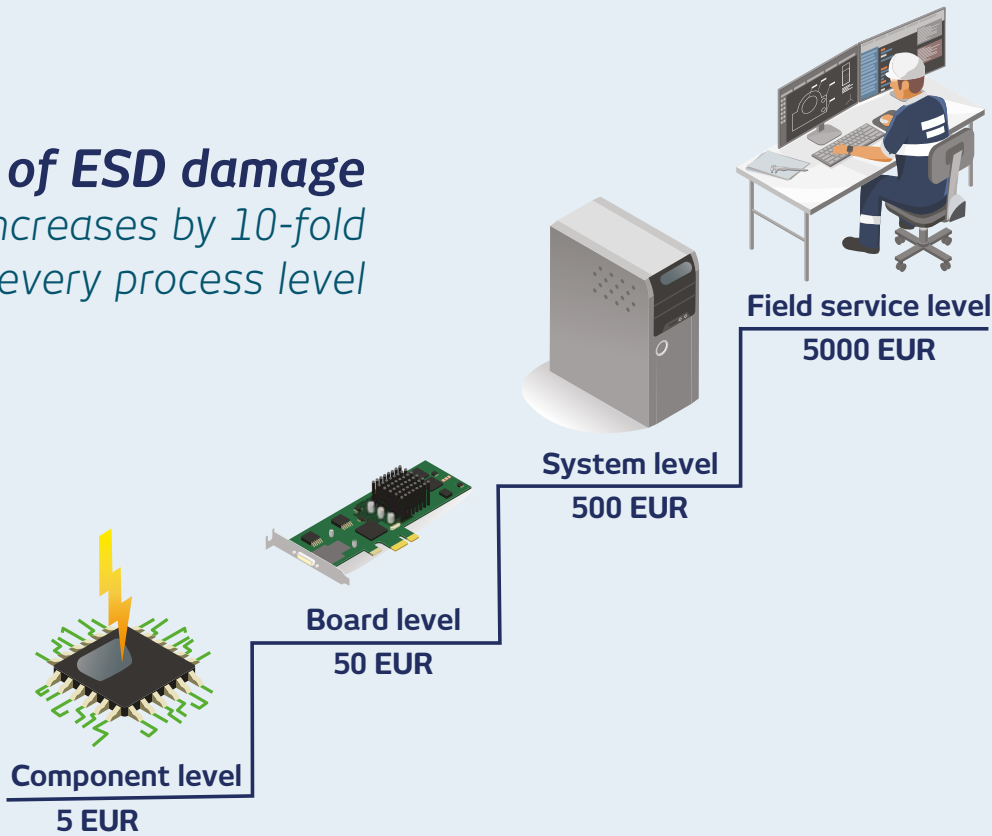 of ESD damage
increases by 10-fold
every process level
Field service level
5000 EUR
System level
500 EUR
Board level
50 EUR
Component level
5 EUR